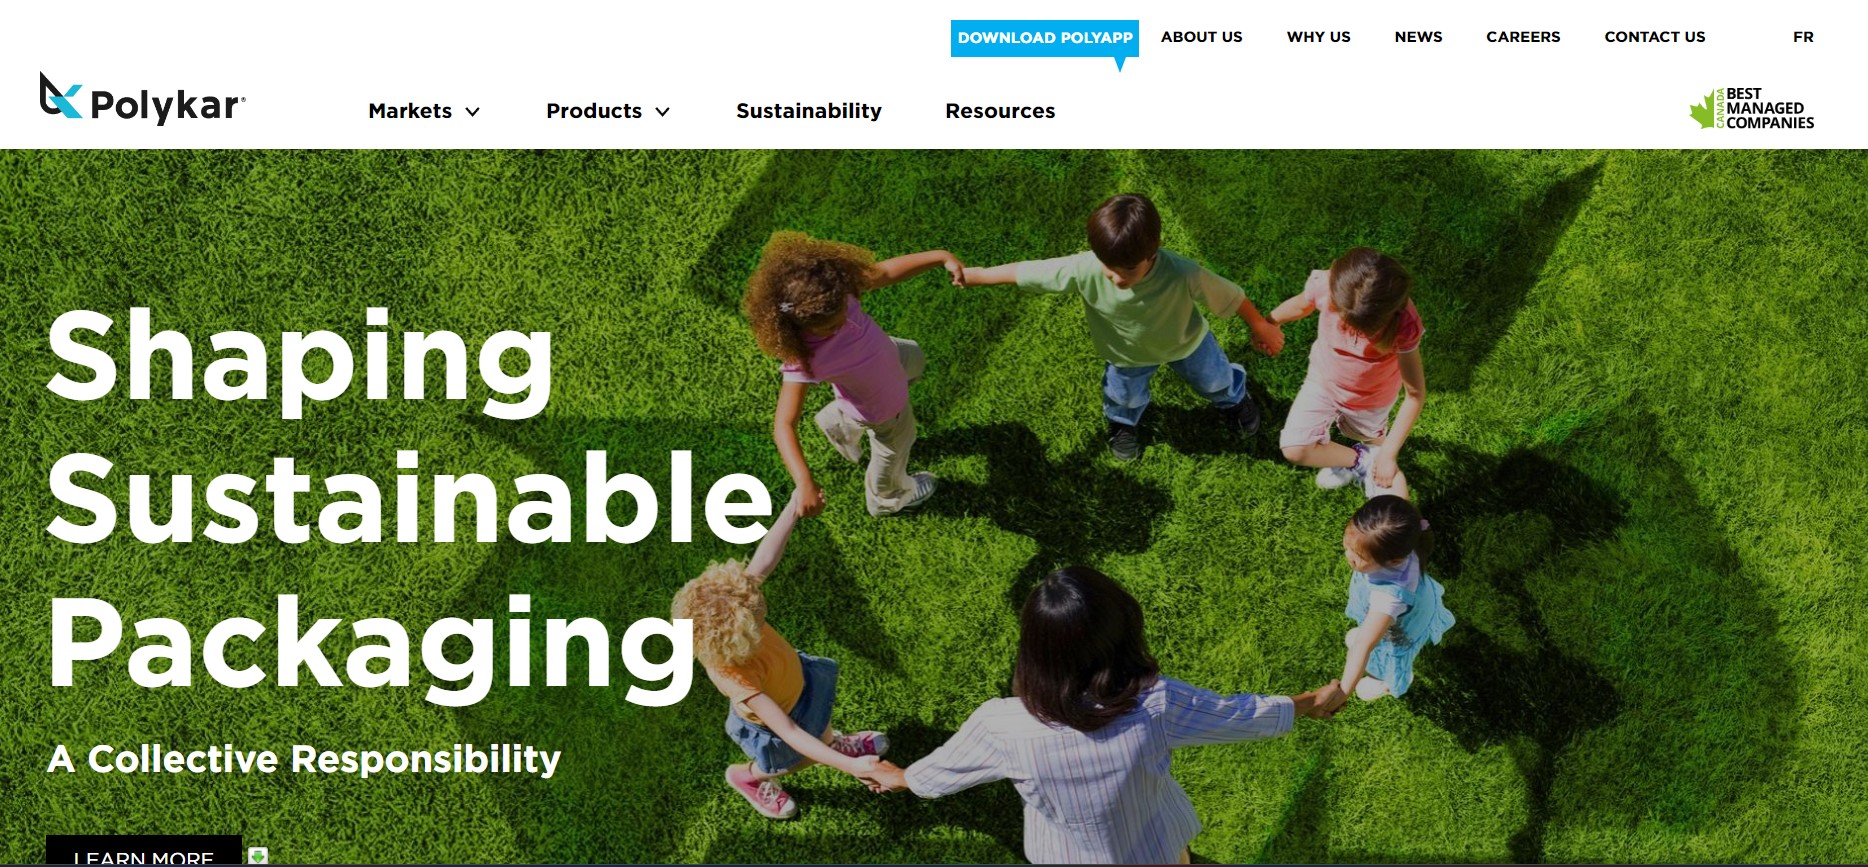 DOWNLOAD POLYAPP ABOUT US WHY US NEWS CAREERS CONTACT US FR
Polykar® Markets Products Sustainability Resources
CANADA
BEST
MANAGED
COMPANIES
Shaping
Sustainable
Packaging
A Collective Responsibility
LEARN MORE